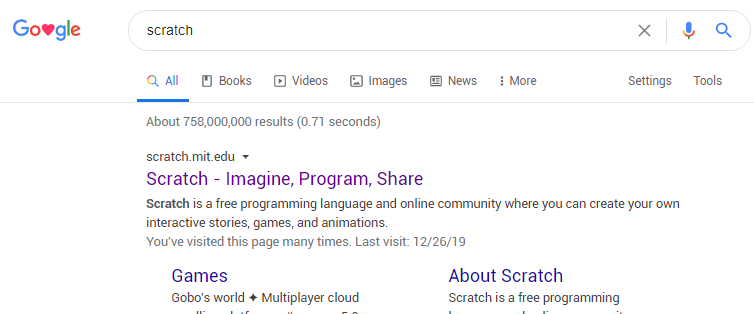 Google
scratch
All Books Videos Images News More Settings Tools
About 758,000,000 results (0.71 seconds)
scratch.mit.edu
Scratch - Imagine, Program, Share
Scratch is a free programming language and online community where you can create your own
interactive stories, games, and animations.
You've visited this page many times. Last visit: 12/26/19
Games
Gobo's world ✦ Multiplayer cloud
About Scratch
Scratch is a free programming